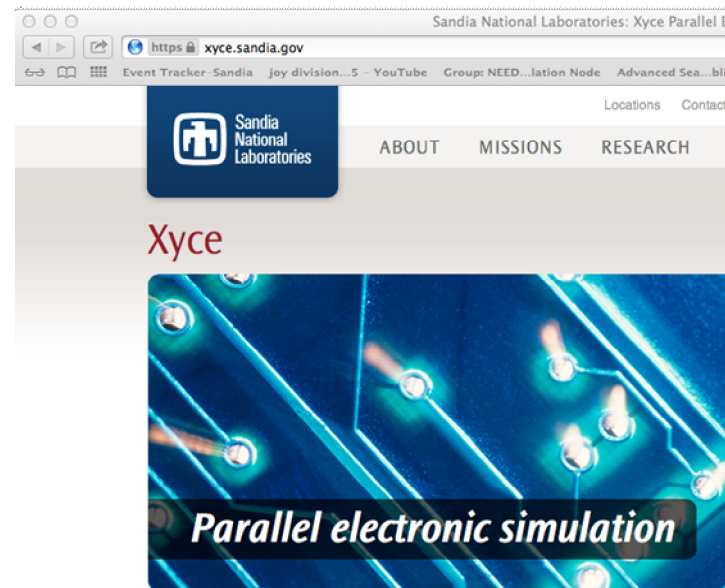 Sandia National Laboratories: Xyce Parallel E
https xyce.sandia.gov
Event Tracker-Sandia joy division...5 - YouTube Group: NEED...lation Node Advanced Sea...bli
Locations Contact
Sandia
National
Laboratories
ABOUT MISSIONS RESEARCH
Xyce
Parallel electronic simulation